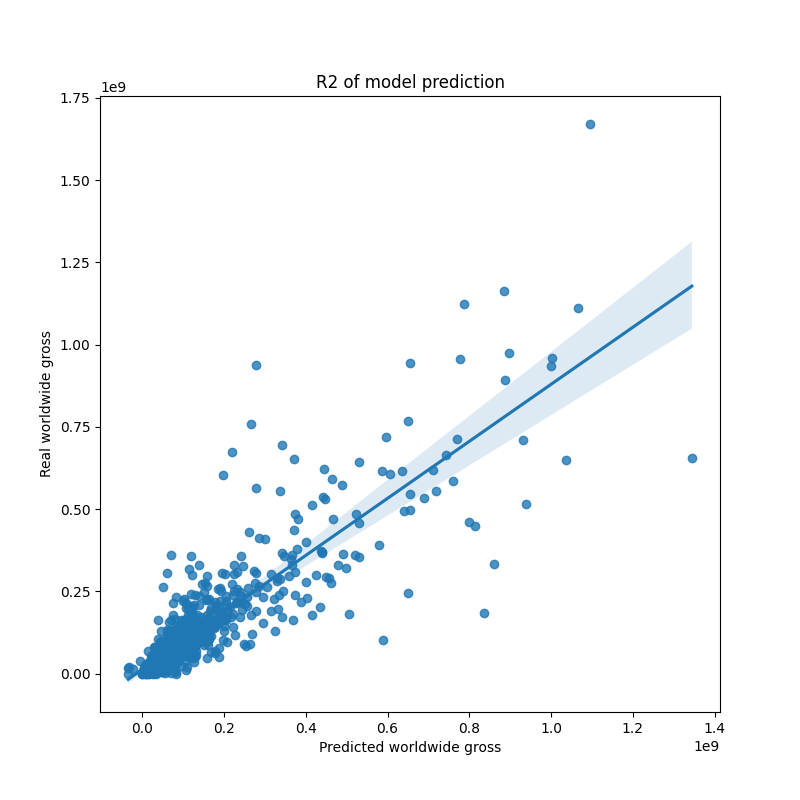 R2 of model prediction
1e9
1.75
1.50
1.25
1.00
0.75
0.50
0.25
0.00
Real worldwide gross
0.0 0.2 0.4 0.6 0.8 1.0 1.2 1.4
Predicted worldwide gross
1e9